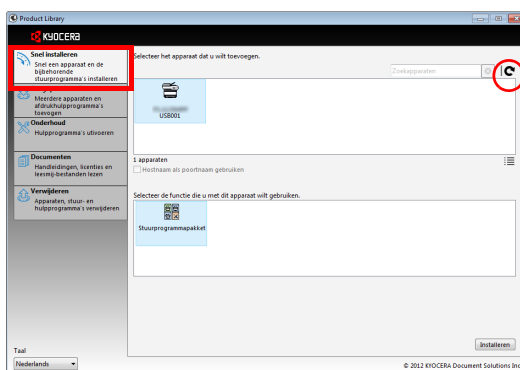 Product Library
KYOCERA
Snel installeren
Snel een apparaat en de
bijbehorende
stuurprogramma's installeren
Meerdere apparaten en
afdrukhulpprogramma's
toevogen
Onderhoud
Hulpprogramma's utivoeren
Documenten
Handleidingen, licenties en
leesmij-bestanden lezen
Verwijderen
Apparaten, stuur- en
hulpprogramma's verwijderen
Taal
Nederlands
Selecteer het apparaat dat u wilt toevoegen.
Zoekapparaten
USB001
1 apparaten
Hostnaam als poortnaam gebruiken
Selecteer de functie die u met dit apparaat wilt gebruiken.
Stuurprogrammapakket
Installeren
© 2012 KYOCERA Document Solutions Inc